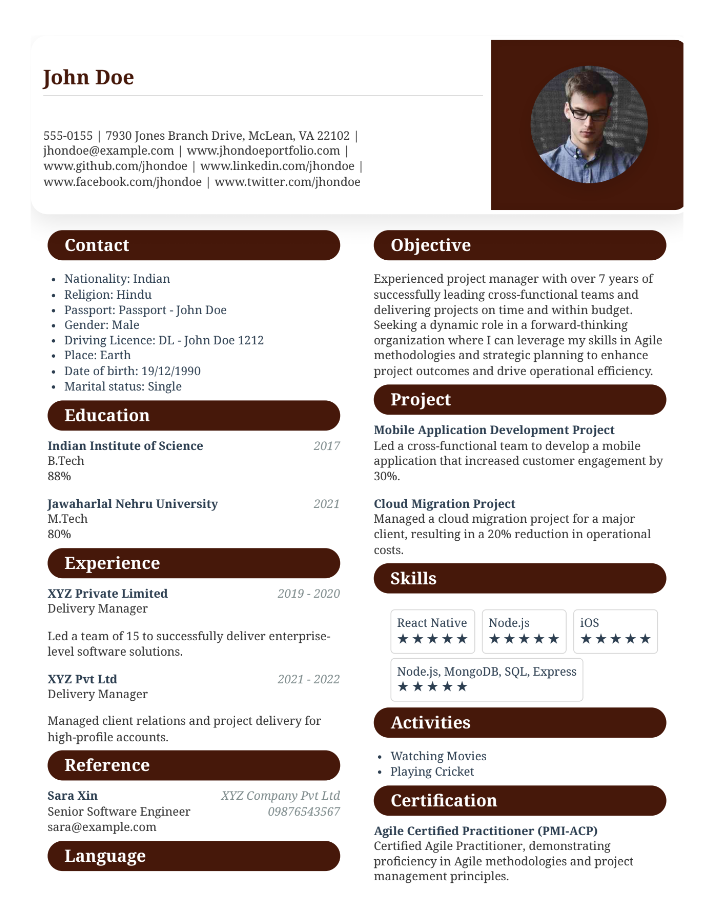 John Doe
555-0155 | 7930 Jones Branch Drive, McLean, VA 22102 |
jhondoe@example.com | www.jhondoeportfolio.com |
www.github.com/jhondoe | www.linkedin.com/jhondoe |
www.facebook.com/jhondoe | www.twitter.com/jhondoe
Contact
• Nationality: Indian
• Religion: Hindu
• Passport: Passport - John Doe
• Gender: Male
• Driving Licence: DL - John Doe 1212
• Place: Earth
• Date of birth: 19/12/1990
• Marital status: Single
Education
Indian Institute of Science 2017
B.Tech
88%
Jawaharlal Nehru University 2021
M.Tech
80%
Experience
XYZ Private Limited 2019 - 2020
Delivery Manager
Led a team of 15 to successfully deliver enterprise-
level software solutions.
XYZ Pvt Ltd 2021 - 2022
Delivery Manager
Managed client relations and project delivery for
high-profile accounts.
Reference
Sara Xin XYZ Company Pvt Ltd
Senior Software Engineer 09876543567
sara@example.com
Language
Objective
Experienced project manager with over 7 years of
successfully leading cross-functional teams and
delivering projects on time and within budget.
Seeking a dynamic role in a forward-thinking
organization where I can leverage my skills in Agile
methodologies and strategic planning to enhance
project outcomes and drive operational efficiency.
Project
Mobile Application Development Project
Led a cross-functional team to develop a mobile
application that increased customer engagement by
30%.
Cloud Migration Project
Managed a cloud migration project for a major
client, resulting in a 20% reduction in operational
costs.
Skills
React Native Node.js iOS
★★★★★ ★★★★★ ★★★★★
Node.js, MongoDB, SQL, Express
★★★★★
Activities
• Watching Movies
• Playing Cricket
Certification
Agile Certified Practitioner (PMI-ACP)
Certified Agile Practitioner, demonstrating
proficiency in Agile methodologies and project
management principles.